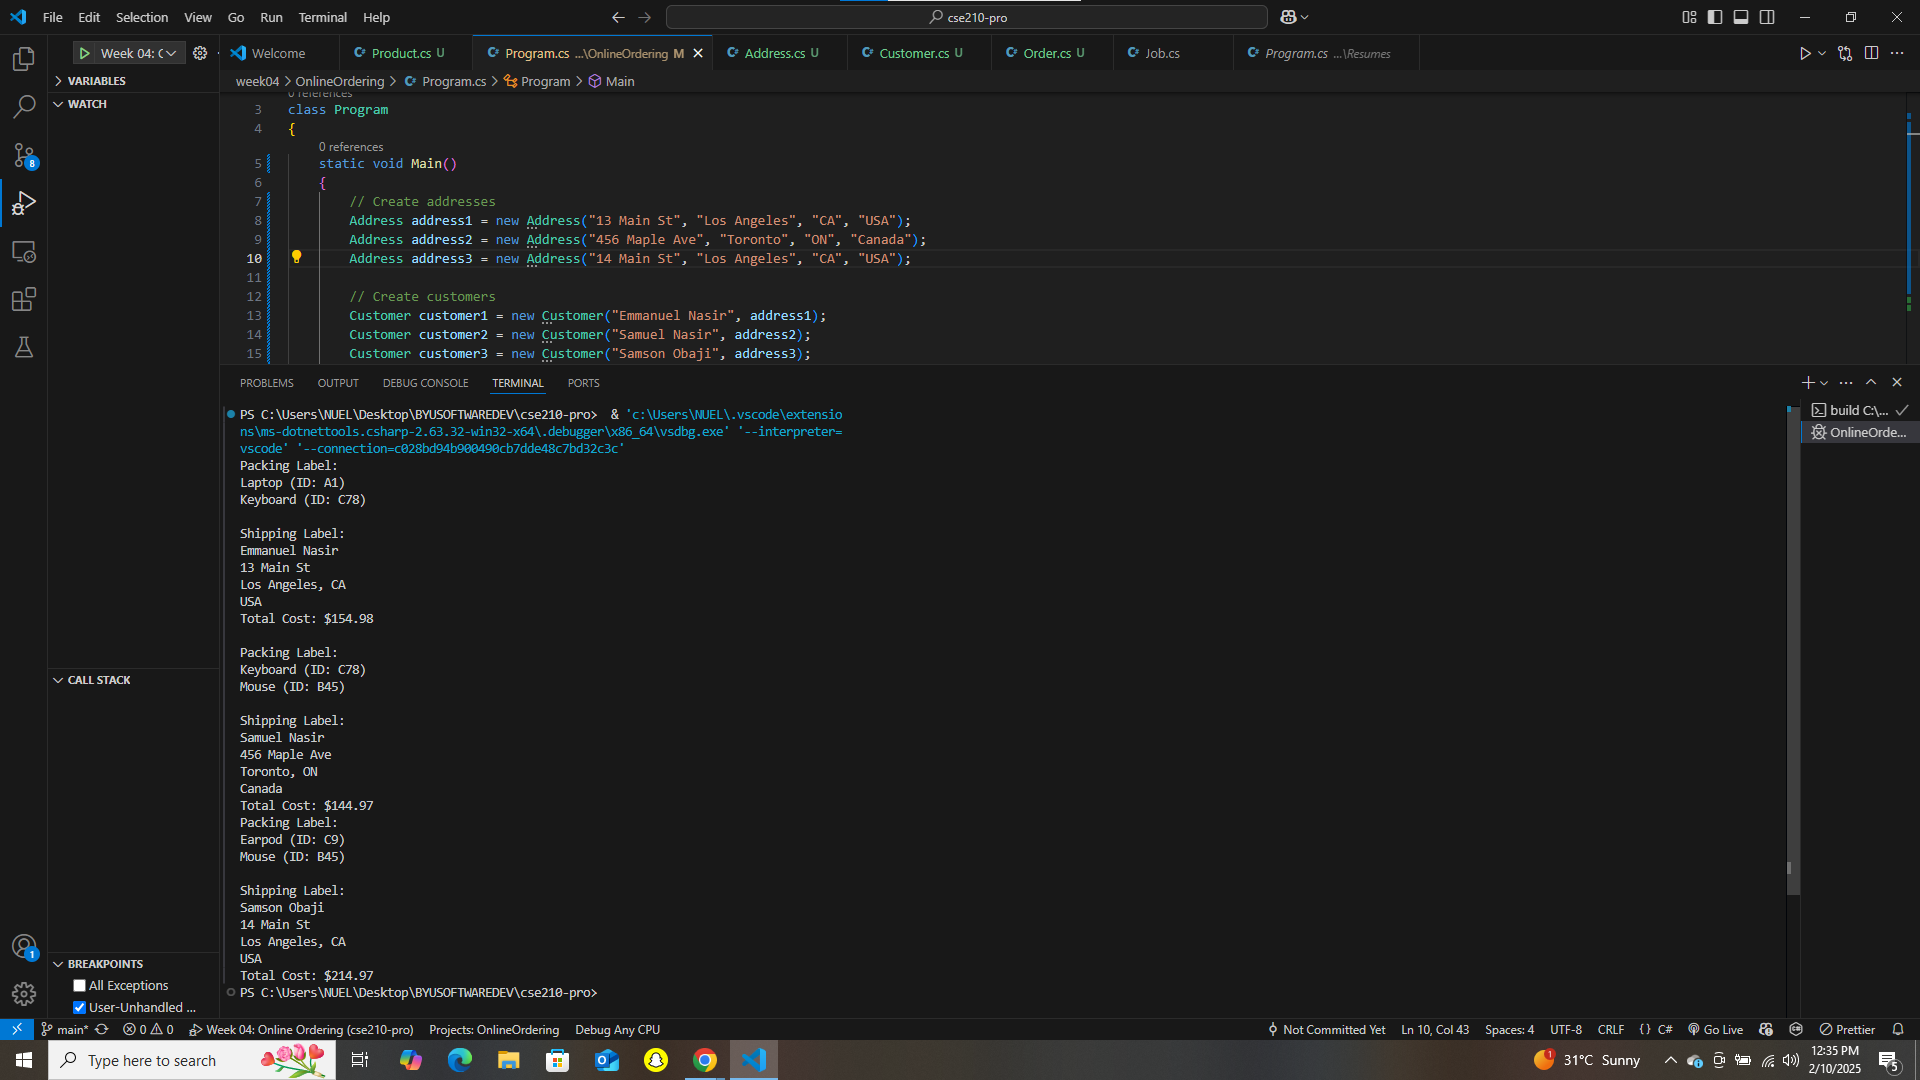 File Edit Selection View Go Run Terminal Help
cse210-pro
Week 04: C
Welcome
Product.cs U
Program.cs ...\OnlineOrdering M
Address.cs U
Customer.cs U
Order.cs U
Job.cs
Program.cs ...\Resumes
VARIABLES
WATCH
CALL STACK
BREAKPOINTS
All Exceptions
User-Unhandled ...
8
1
week04 > OnlineOrdering > Program.cs > Program > Main
0 references
3 class Program
4 {
0 references
5 static void Main()
6 {
7 // Create addresses
8 Address address1 = new Address("13 Main St", "Los Angeles", "CA", "USA");
9 Address address2 = new Address("456 Maple Ave", "Toronto", "ON", "Canada");
10 Address address3 = new Address("14 Main St", "Los Angeles", "CA", "USA");
11
12 // Create customers
13 Customer customer1 = new Customer("Emmanuel Nasir", address1);
14 Customer customer2 = new Customer("Samuel Nasir", address2);
15 Customer customer3 = new Customer("Samson Obaji", address3);
PROBLEMS OUTPUT DEBUG CONSOLE TERMINAL PORTS
build C:\...
OnlineOrde...
PS C:\Users\NUEL\Desktop\BYUSOFTWAREDEV\cse210-pro> & 'c:\Users\NUEL\.vscode\extensio
ns\ms-dotnettools.csharp-2.63.32-win32-x64\.debugger\x86_64\vsdbg.exe' '--interpreter=
vscode' '--connection=c028bd94b900490cb7dde48c7bd32c3c'
Packing Label:
Laptop (ID: A1)
Keyboard (ID: C78)
Shipping Label:
Emmanuel Nasir
13 Main St
Los Angeles, CA
USA
Total Cost: $154.98
Packing Label:
Keyboard (ID: C78)
Mouse (ID: B45)
Shipping Label:
Samuel Nasir
456 Maple Ave
Toronto, ON
Canada
Total Cost: $144.97
Packing Label:
Earpod (ID: C9)
Mouse (ID: B45)
Shipping Label:
Samson Obaji
14 Main St
Los Angeles, CA
USA
Total Cost: $214.97
PS C:\Users\NUEL\Desktop\BYUSOFTWAREDEV\cse210-pro>
main* 0 0 Week 04: Online Ordering (cse210-pro) Projects: OnlineOrdering Debug Any CPU
Not Committed Yet Ln 10, Col 43 Spaces: 4 UTF-8 CRLF {} C# Go Live Prettier
Type here to search
1 31°C Sunny
12:35 PM
2/10/2025
5